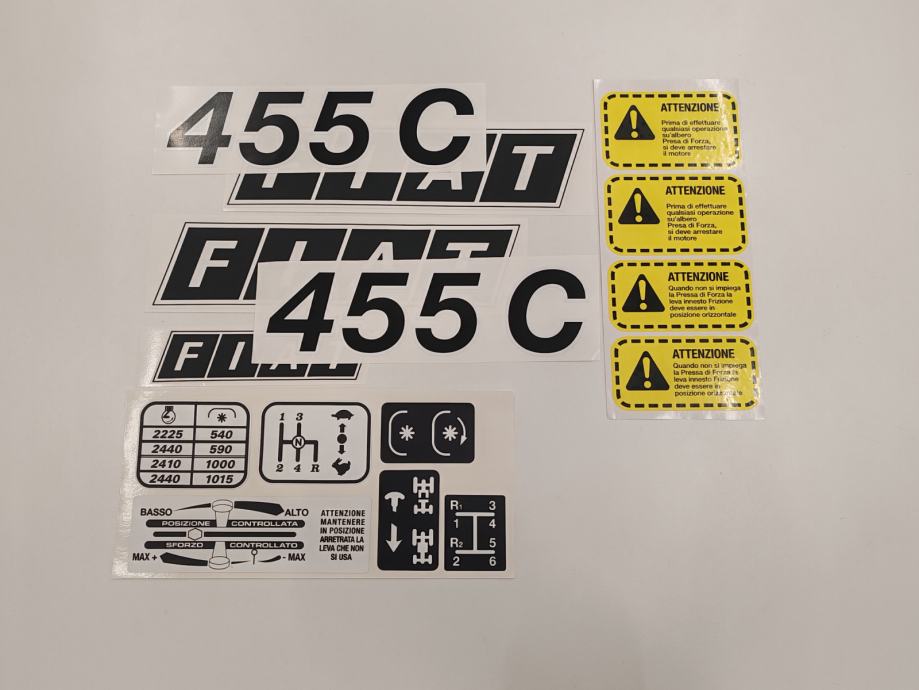 455 C
FIAT
FIAT
455 C
FIAT
ATTENZIONE
Prima di effettuare
qualsiasi operazione
su'albero
Presa di Forza,
si deve arrestare
il motore
ATTENZIONE
Prima di effettuare
qualsiasi operazione
su'albero
Presa di Forza,
si deve arrestare
il motore
ATTENZIONE
Quando non si impiega
la Pressa di Forza la
leva innesto Frizione
deve essere in
posizione orizzontale
ATTENZIONE
Quando non si impiega
la Pressa di Forza la
leva innesto Frizione
deve essere in
posizione orizzontale
2225 540
2440 590
2410 1000
2440 1015
1 3
N
2 4 R
BASSO ALTO
POSIZIONE CONTROLLATA
SFORZO CONTROLLATO
MAX + - MAX
ATTENZIONE
MANTENERE
IN POSIZIONE
ARRETRATA LA
LEVA CHE NON
SI USA
R1 3
1 4
R2 5
2 6